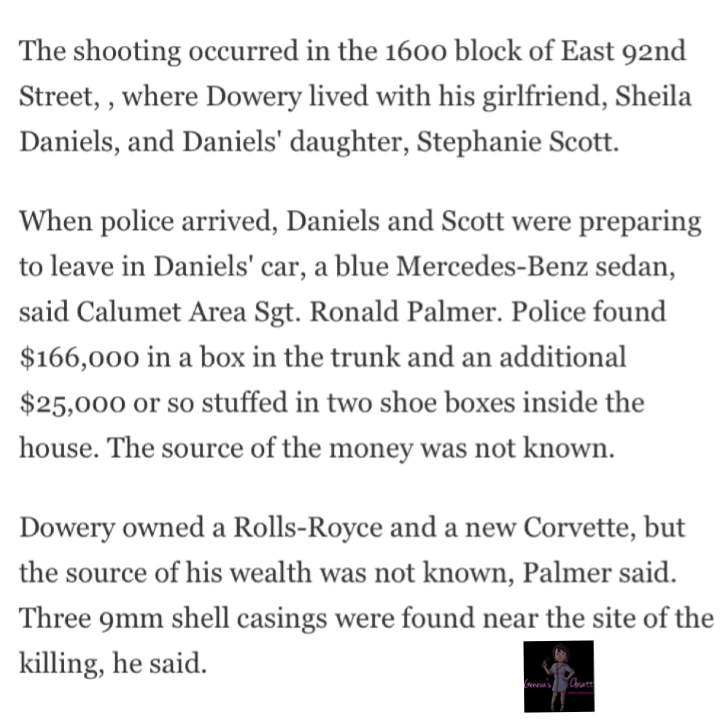 The shooting occurred in the 1600 block of East 92nd
Street, , where Dowery lived with his girlfriend, Sheila
Daniels, and Daniels' daughter, Stephanie Scott.
When police arrived, Daniels and Scott were preparing
to leave in Daniels' car, a blue Mercedes-Benz sedan,
said Calumet Area Sgt. Ronald Palmer. Police found
$166,000 in a box in the trunk and an additional
$25,000 or so stuffed in two shoe boxes inside the
house. The source of the money was not known.
Dowery owned a Rolls-Royce and a new Corvette, but
the source of his wealth was not known, Palmer said.
Three 9mm shell casings were found near the site of the
killing, he said.